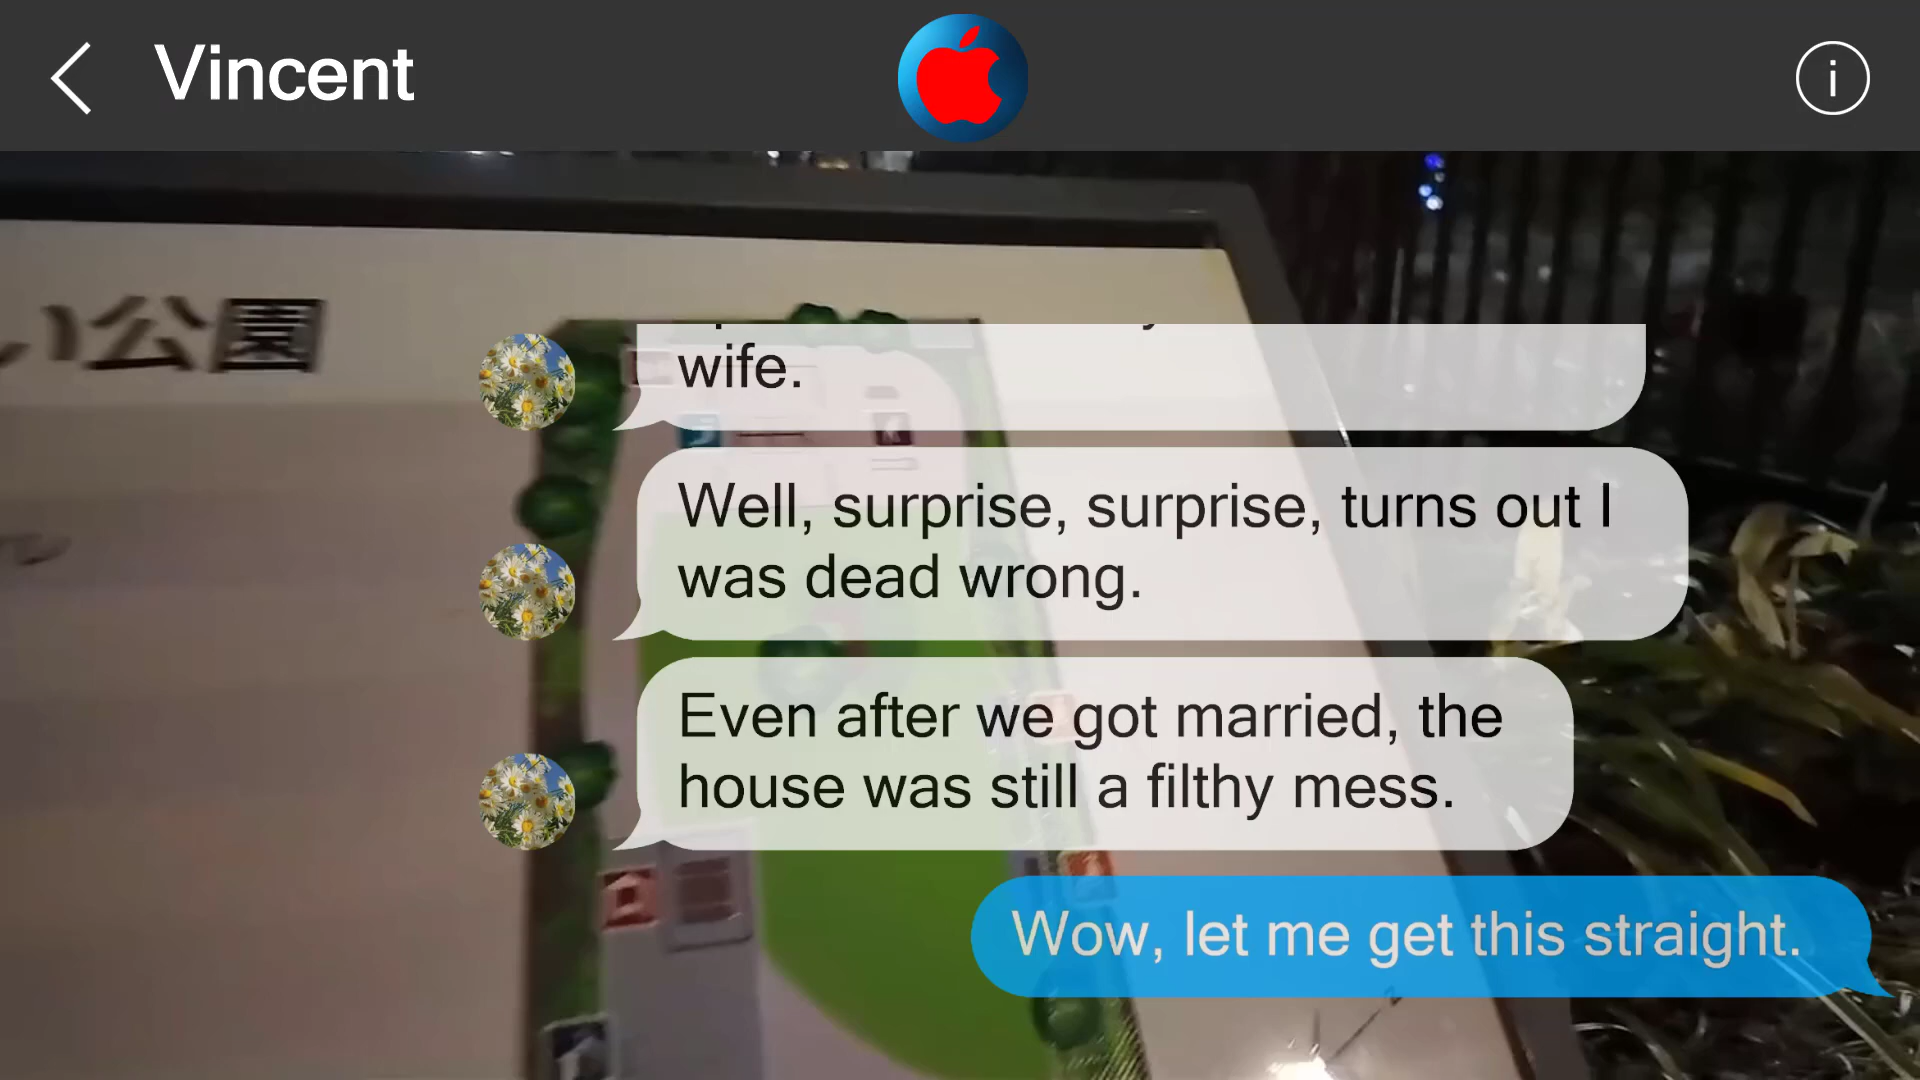 Vincent
i
公園
wife.
Well, surprise, surprise, turns out I
was dead wrong.
Even after we got married, the
house was still a filthy mess.
Wow, let me get this straight.